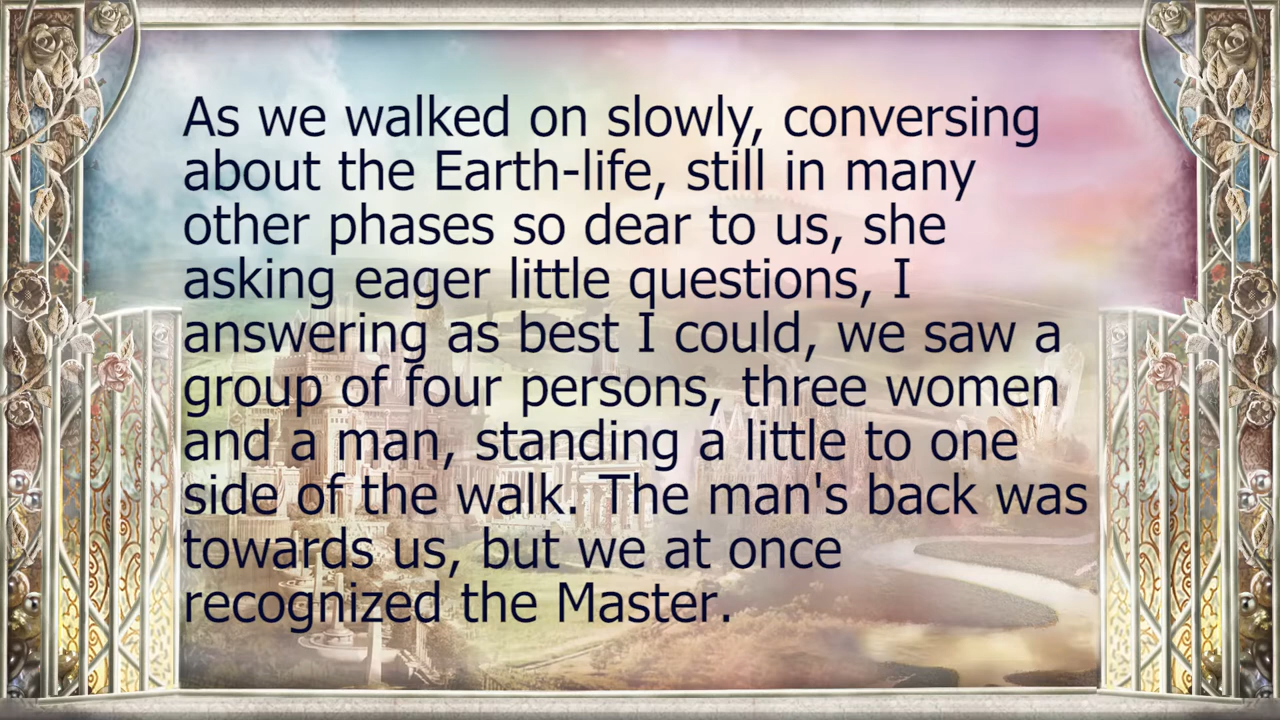 As we walked on slowly, conversing
about the Earth-life, still in many
other phases so dear to us, she
asking eager little questions, I
answering as best I could, we saw a
group of four persons, three women
and a man, standing a little to one
side of the walk. The man's back was
towards us, but we at once
recognized the Master.